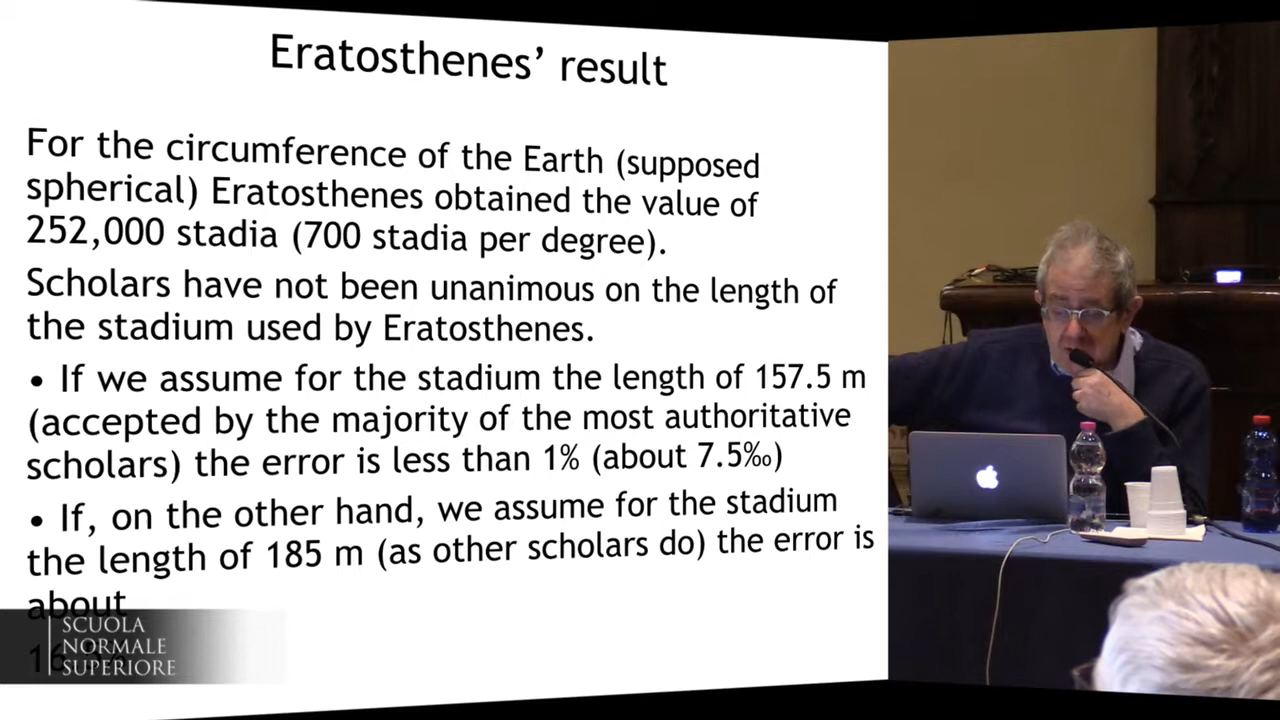 Eratosthenes’ result
For the circumference of the Earth (supposed
spherical) Eratosthenes obtained the value of
252,000 stadia (700 stadia per degree).
Scholars have not been unanimous on the length of
the stadium used by Eratosthenes.
• If we assume for the stadium the length of 157.5 m
(accepted by the majority of the most authoritative
scholars) the error is less than 1% (about 7.5‰)
• If, on the other hand, we assume for the stadium
the length of 185 m (as other scholars do) the error is
about
SCUOLA
NORMALE
SUPERIORE